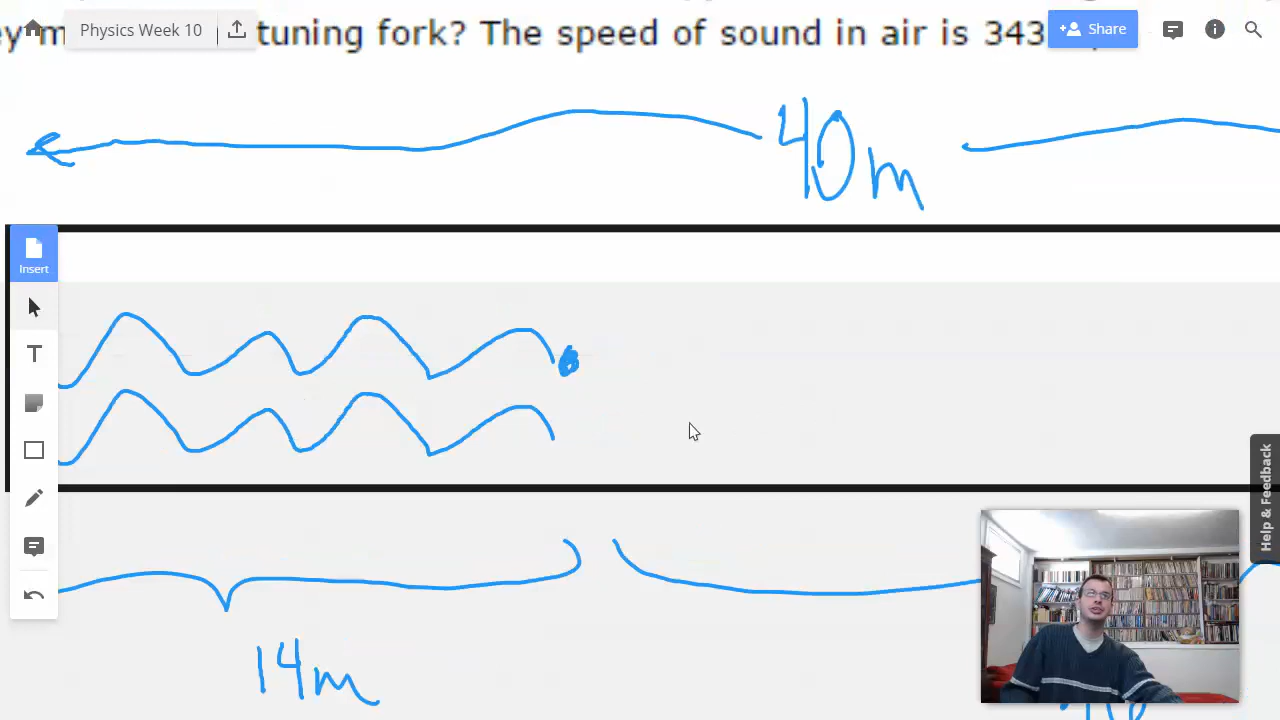 Physics Week 10
tuning fork? The speed of sound in air is 343
Share
40m
Insert
T
Help & Feedback
14m